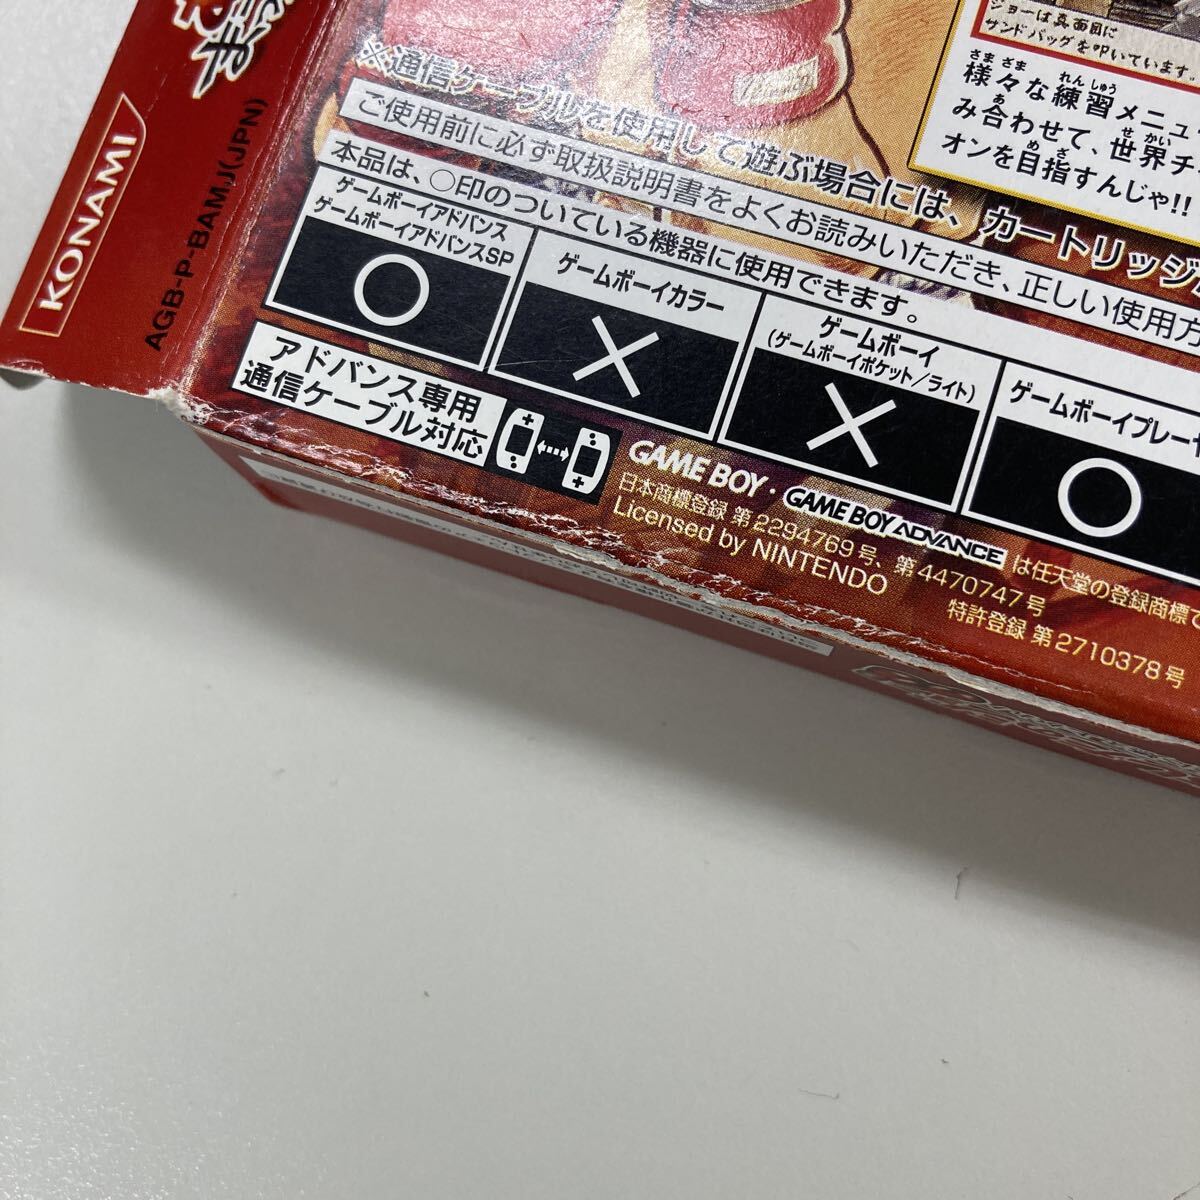 KONAMI
AGB-P-BAMJ(JPN)
ジョーは真面目に
サンドバッグを叩いています。
様々な練習メニュ
み合わせて、世界チ
オンを目指すんじゃ!!
※通信ケーブルを使用して遊ぶ場合には、カートリッジ
ご使用前に必ず取扱説明書をよくお読みいただき、正しい使用方
本品は、○印のついている機器に使用できます。
ゲームボーイアドバンス
ゲームボーイアドバンスSP
○
ゲームボーイカラー
×
ゲームボーイ
(ゲームボーイポケット/ライト)
×
ゲームボーイプレーヤ
○
アドバンス専用
通信ケーブル対応
GAME BOY・GAME BOY ADVANCE は任天堂の登録商標で
日本商標登録 第2294769号、第4470747号
Licensed by NINTENDO
特許登録 第2710378号